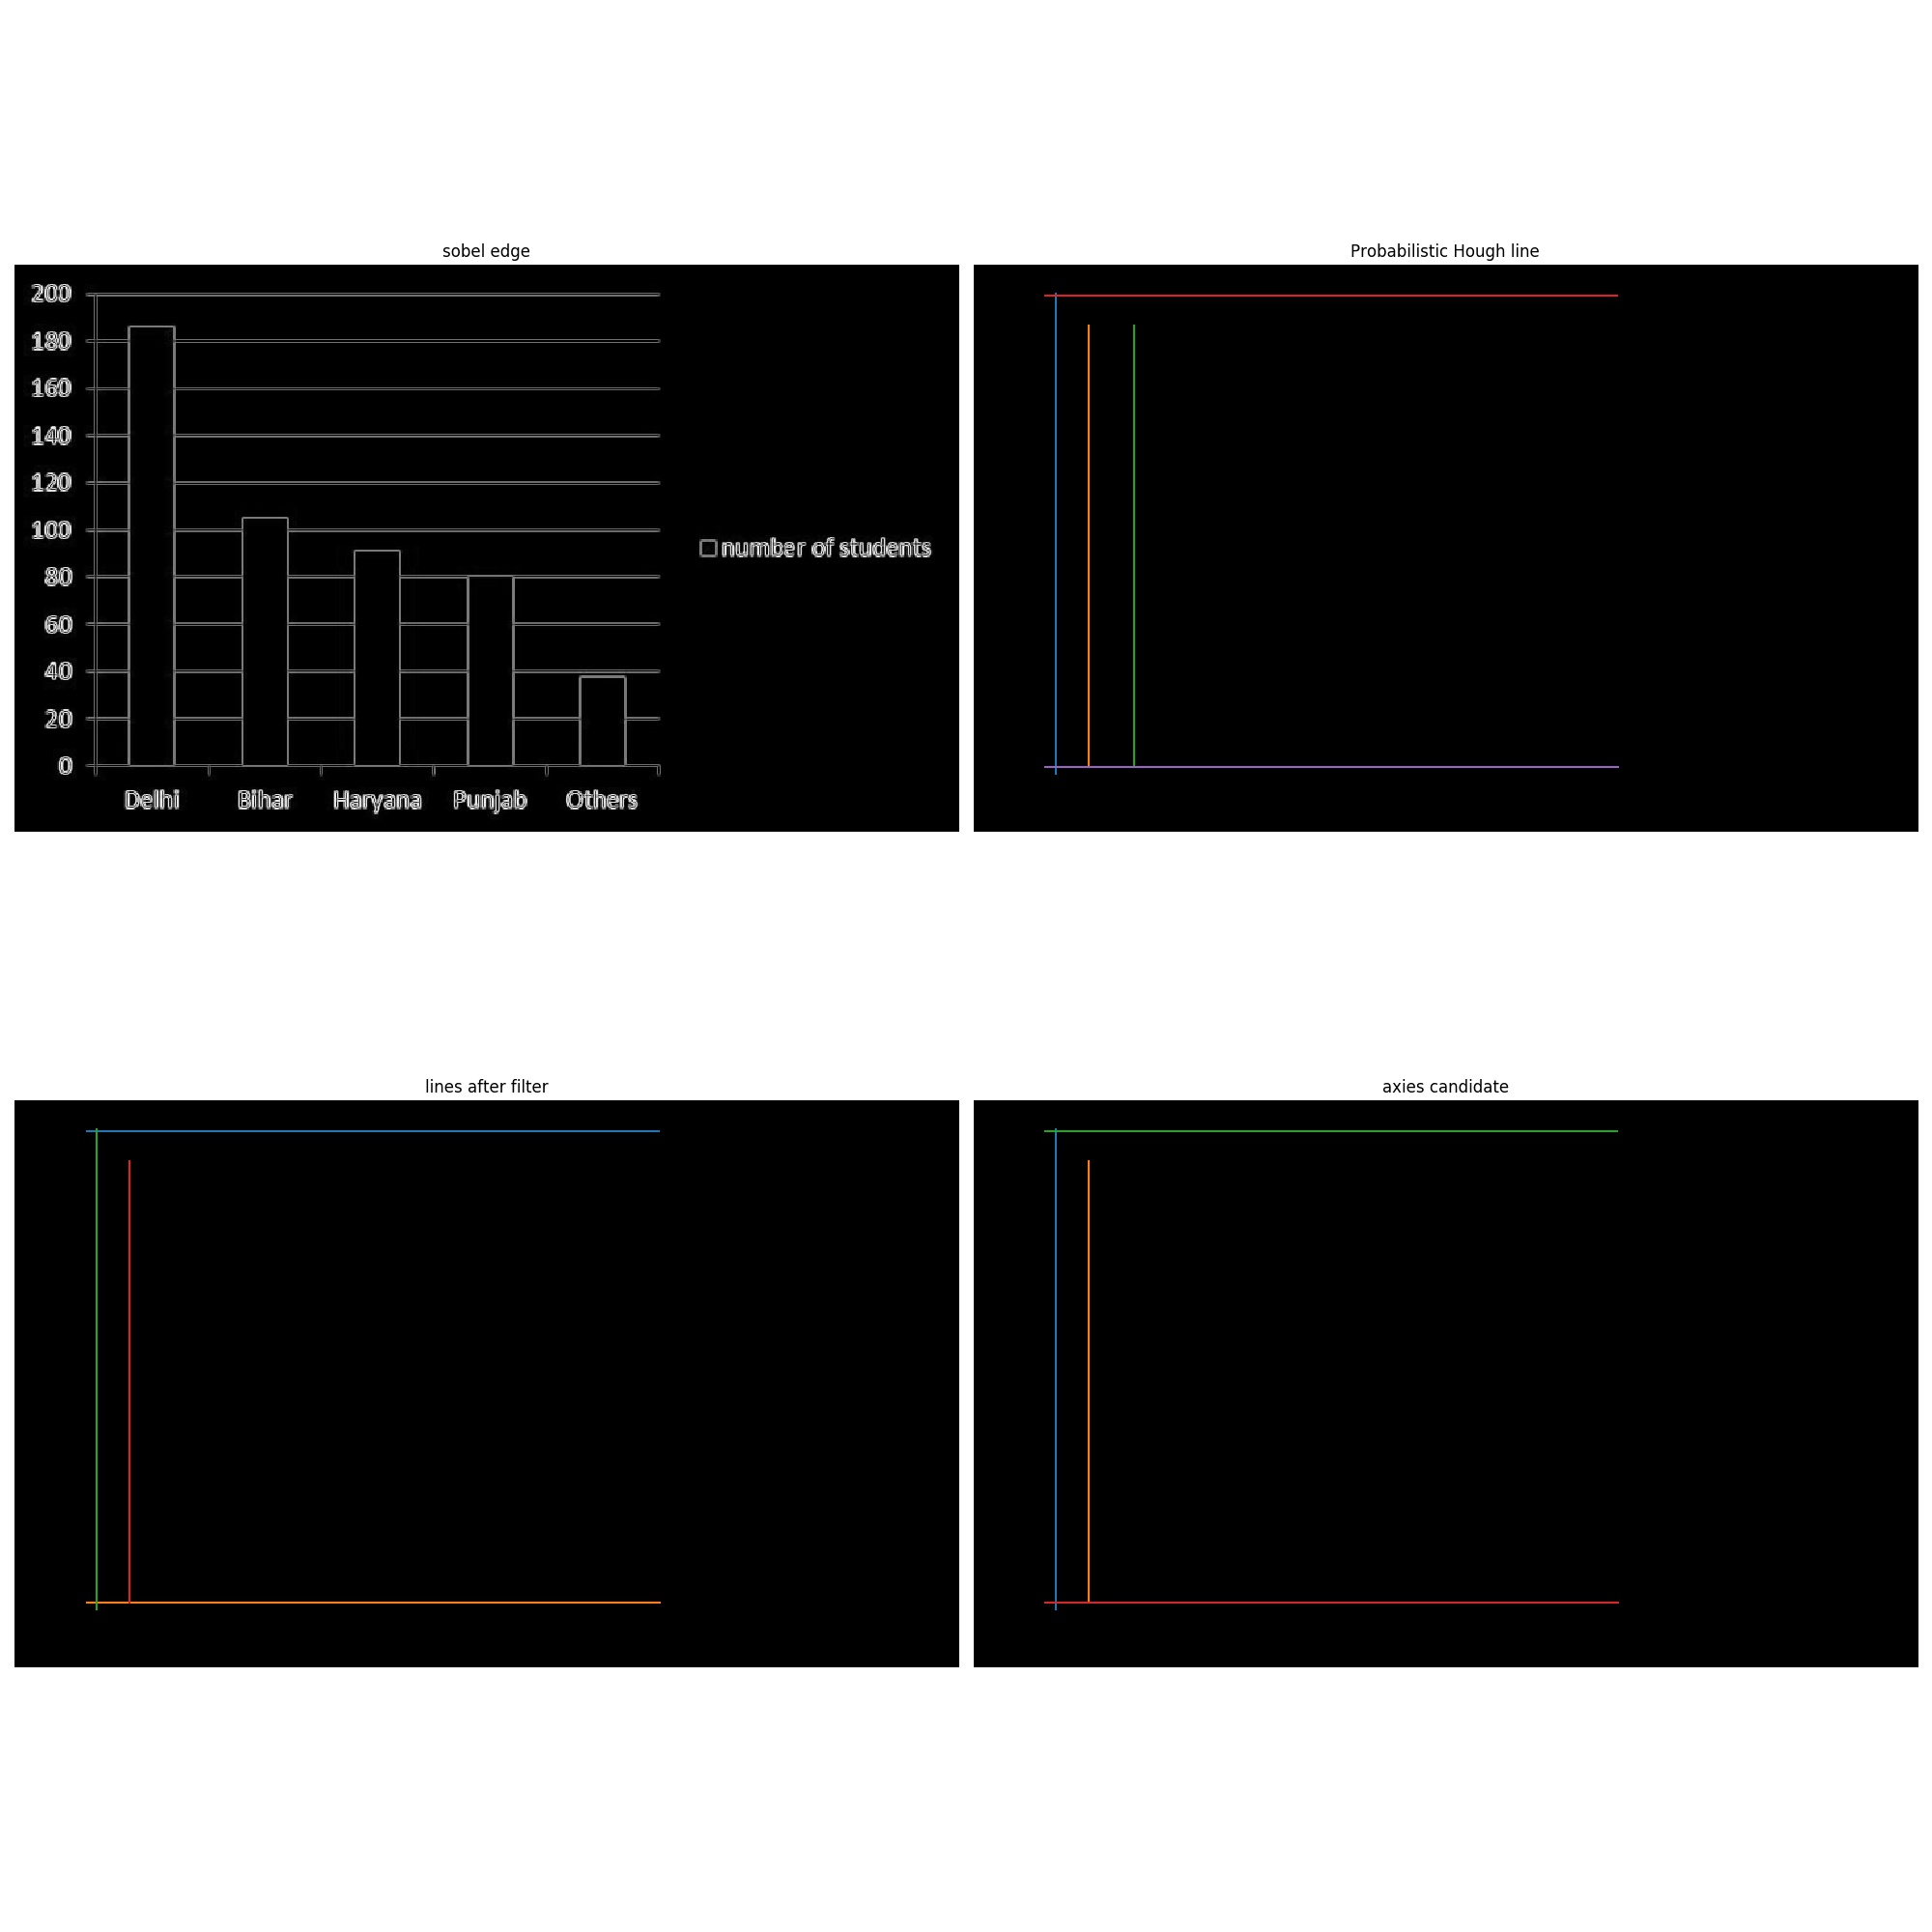 sobel edge
200
180
160
140
120
100
80
60
40
20
0
Delhi Bihar Haryana Punjab Others
number of students
Probabilistic Hough line
lines after filter
axies candidate